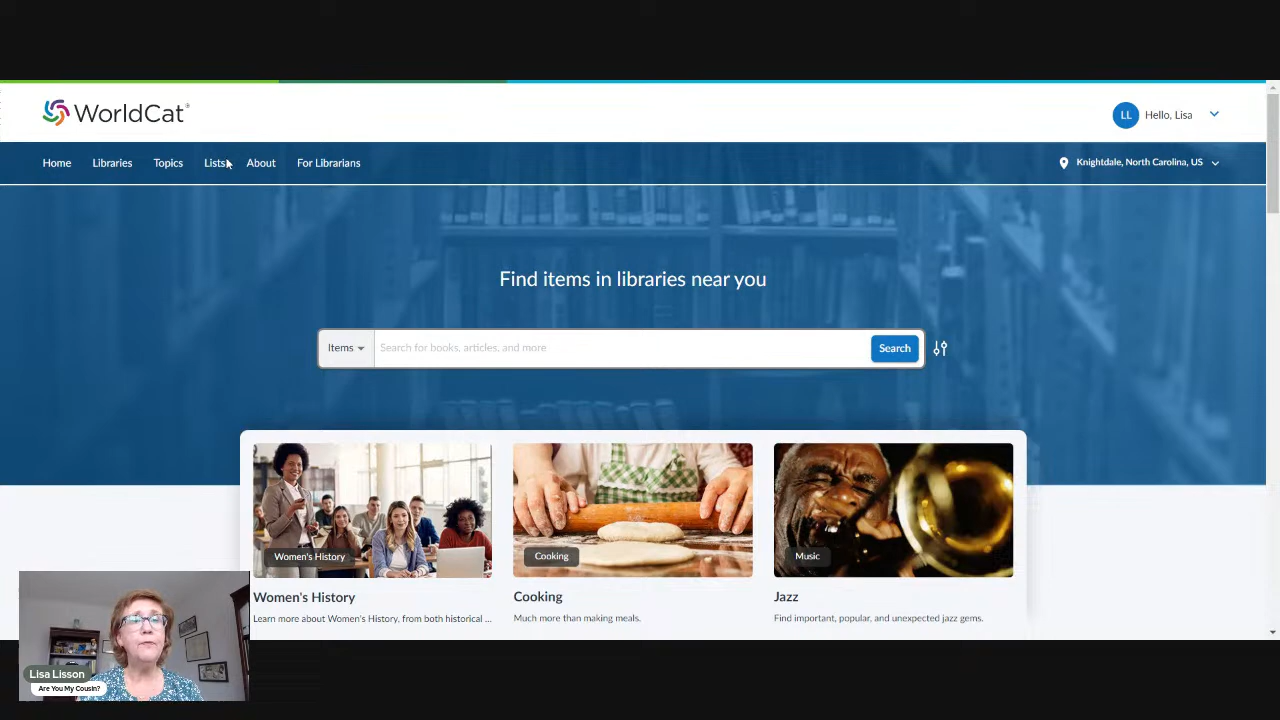 WorldCat®
LL Hello, Lisa
Home Libraries Topics Lists About For Librarians
Knightdale, North Carolina, US
Find items in libraries near you
Items Search for books, articles, and more Search
Women's History
Cooking
Music
Women's History
Cooking
Jazz
Learn more about Women's History, from both historical ...
Much more than making meals.
Find important, popular, and unexpected jazz gems.
Lisa Lisson
Are You My Cousin?